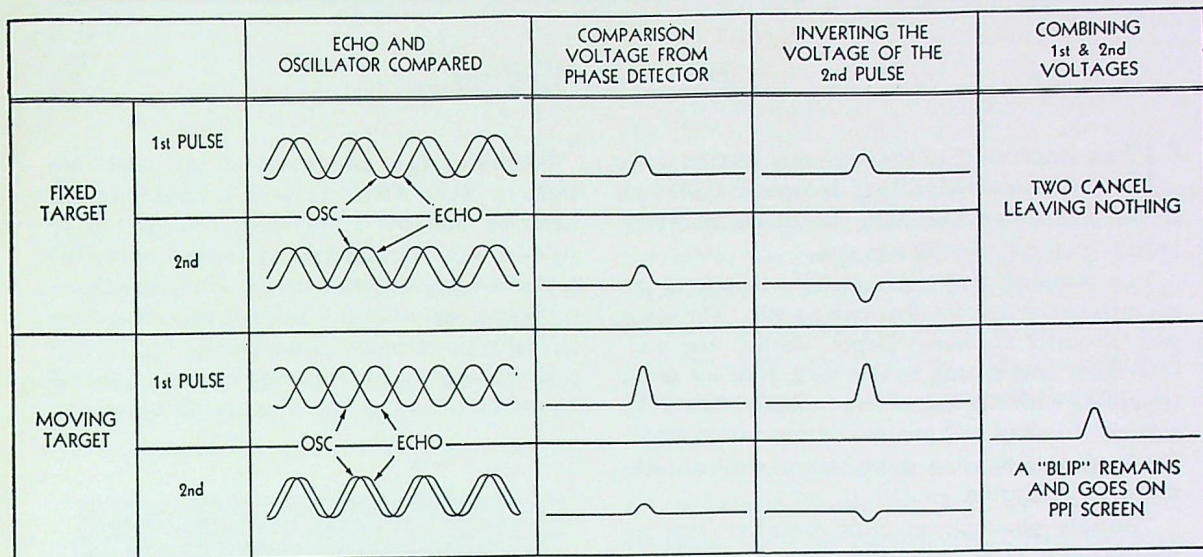 ECHO AND
OSCILLATOR COMPARED
COMPARISON
VOLTAGE FROM
PHASE DETECTOR
INVERTING THE
VOLTAGE OF THE
2nd PULSE
COMBINING
1st & 2nd
VOLTAGES
FIXED
TARGET
1st PULSE
OSC
ECHO
2nd
TWO CANCEL
LEAVING NOTHING
MOVING
TARGET
1st PULSE
OSC
ECHO
2nd
A "BLIP" REMAINS
AND GOES ON
PPI SCREEN